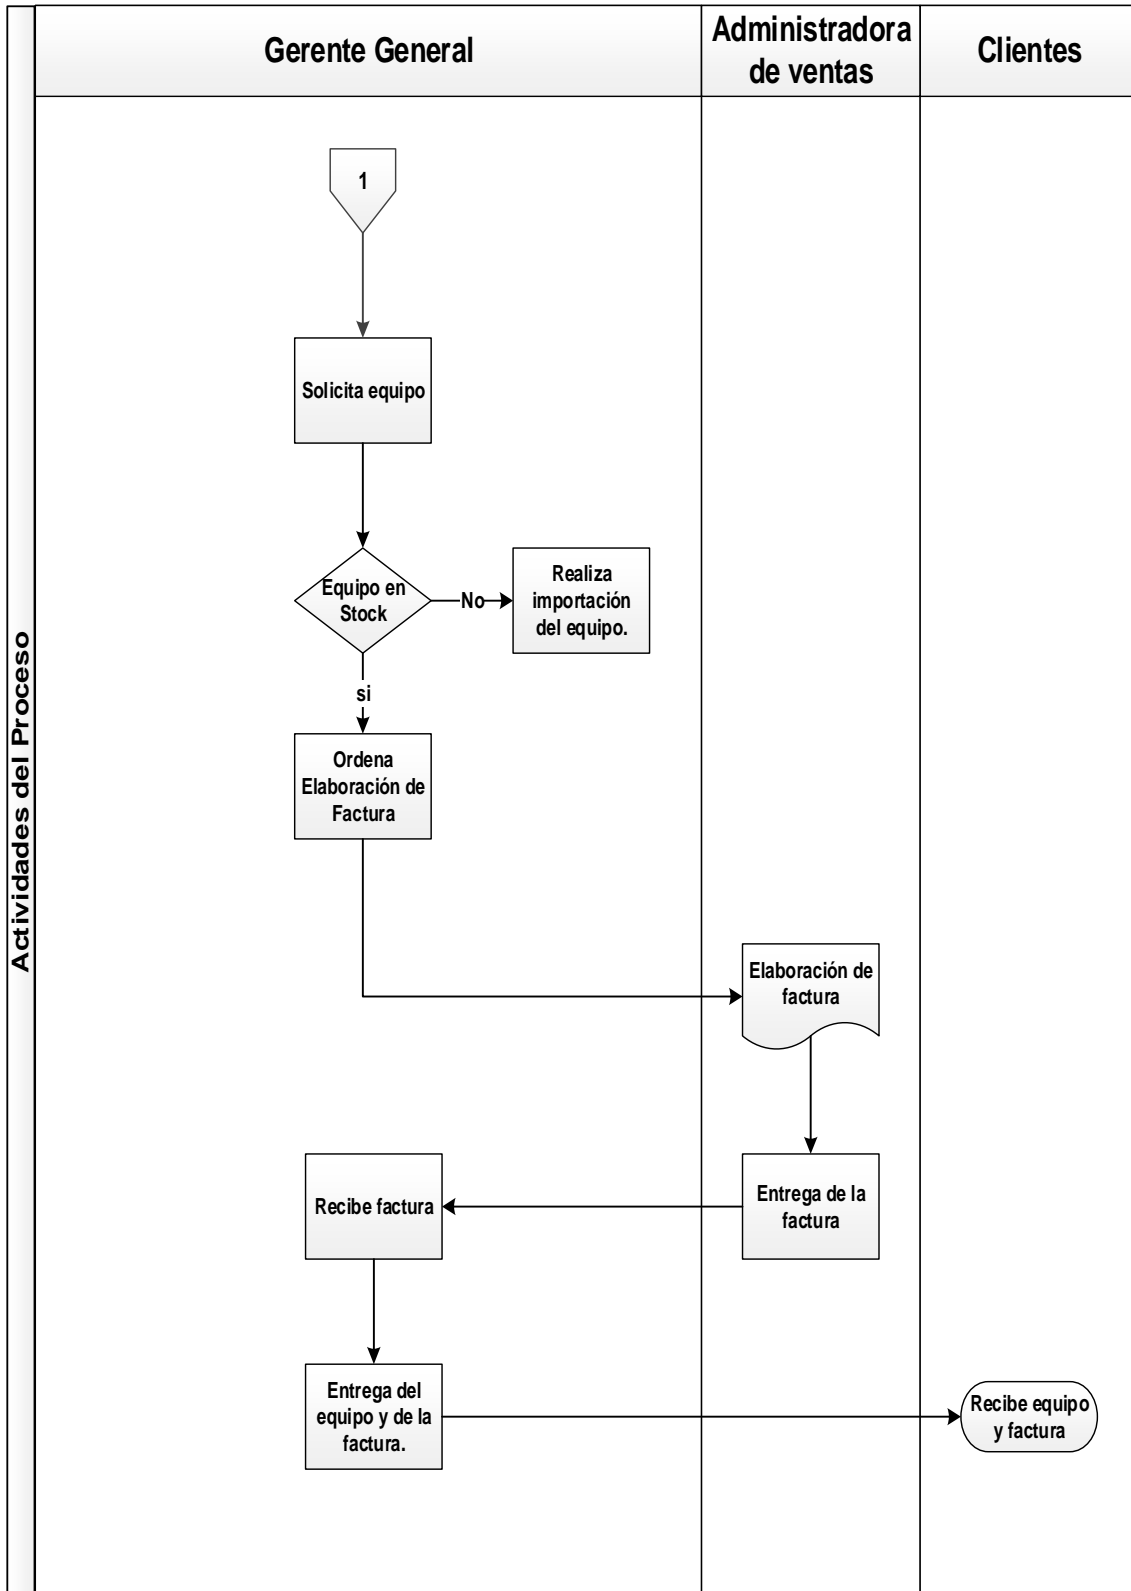 Gerente General
Administradora
de ventas
Clientes
Actividades del Proceso
1
Solicita equipo
Equipo en
Stock
No
Realiza
importación
del equipo.
si
Ordena
Elaboración de
Factura
Elaboración de
factura
Recibe factura
Entrega de la
factura
Entrega del
equipo y de la
factura.
Recibe equipo
y factura